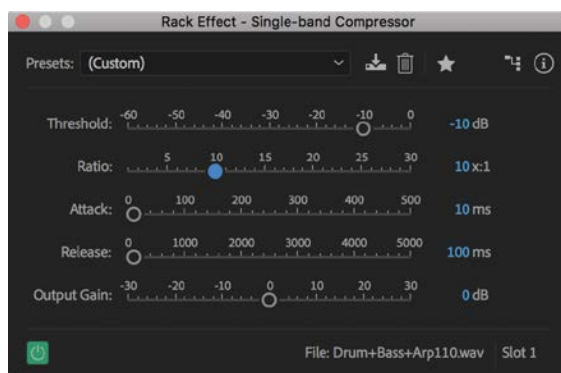 Rack Effect - Single-band Compressor
Presets: (Custom)
-60 -50 -40 -30 -20 -10 0
Threshold: -10 dB
5 10 15 20 25 30
Ratio: 10 x:1
0 100 200 300 400 500
Attack: 10 ms
0 1000 2000 3000 4000 5000
Release: 100 ms
-30 -20 -10 0 10 20 30
Output Gain: 0 dB
File: Drum+Bass+Arp110.wav Slot 1